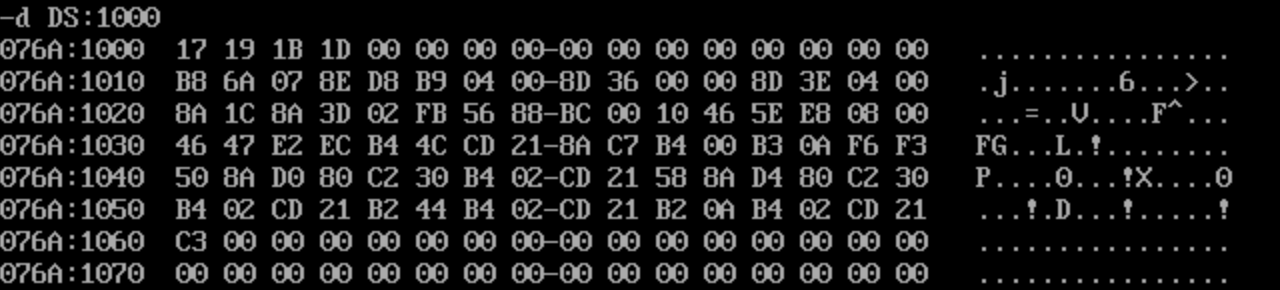 -d DS:1000
076A:1000  17 19 1B 1D 00 00 00 00-00 00 00 00 00 00 00 00   ................
076A:1010  B8 6A 07 8E D8 B9 04 00-8D 36 00 00 8D 3E 04 00   .j.......6...>..
076A:1020  8A 1C 8A 3D 02 FB 56 88-BC 00 10 46 5E E8 08 00   ...=..V....F^...
076A:1030  46 47 E2 EC B4 4C CD 21-8A C7 B4 00 B3 0A F6 F3   FG...L.!........
076A:1040  50 8A D0 80 C2 30 B4 02-CD 21 58 8A D4 80 C2 30   P....0...!X....0
076A:1050  B4 02 CD 21 B2 44 B4 02-CD 21 B2 0A B4 02 CD 21   ...!.D...!.....!
076A:1060  C3 00 00 00 00 00 00 00-00 00 00 00 00 00 00 00   ................
076A:1070  00 00 00 00 00 00 00 00-00 00 00 00 00 00 00 00   ................